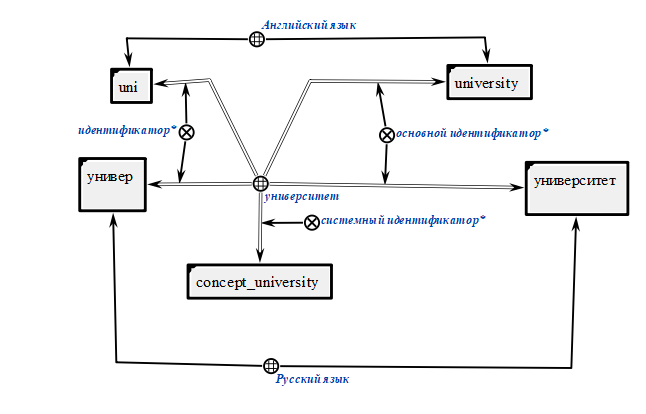 Английский язык
uni
university
идентификатор*
основной идентификатор*
универ
университет
университет
системный идентификатор*
concept_university
Русский язык